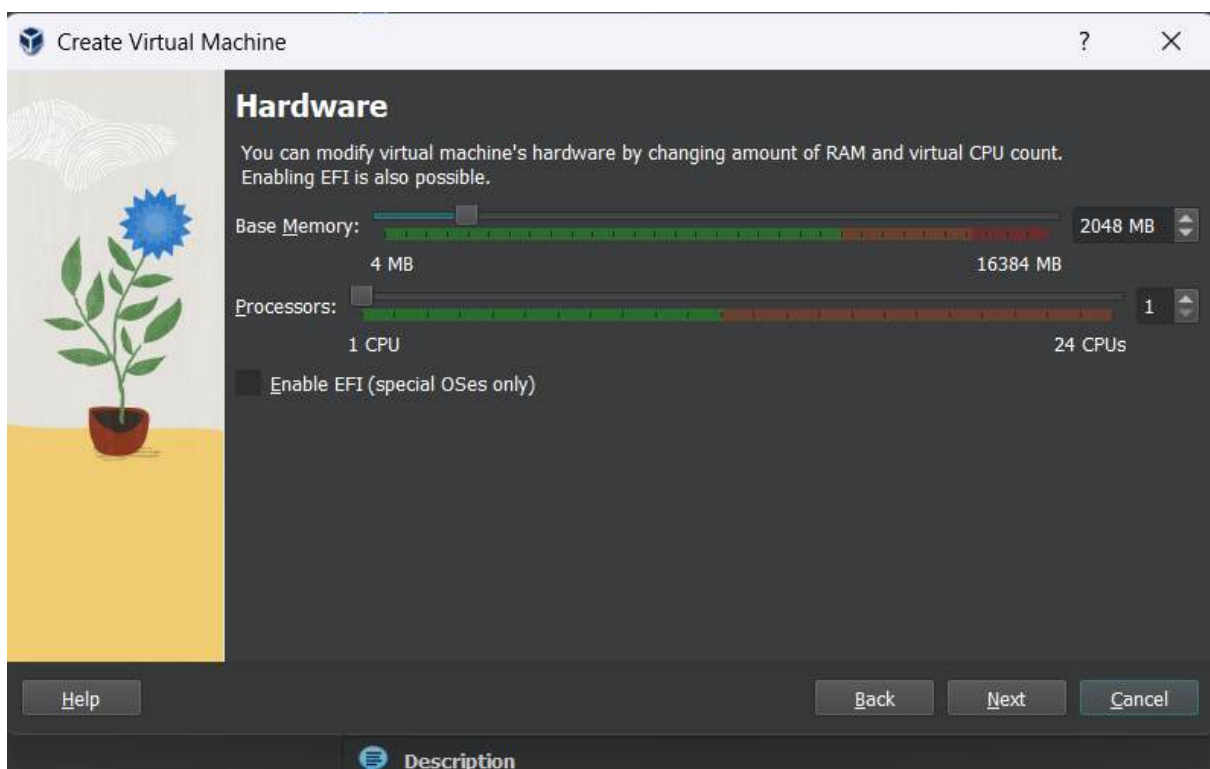 Create Virtual Machine
?
Hardware
You can modify virtual machine's hardware by changing amount of RAM and virtual CPU count.
Enabling EFI is also possible.
Base Memory:
2048 MB
4 MB
16384 MB
Processors:
1
1 CPU
24 CPUs
Enable EFI (special OSes only)
Help
Back
Next
Cancel
Description